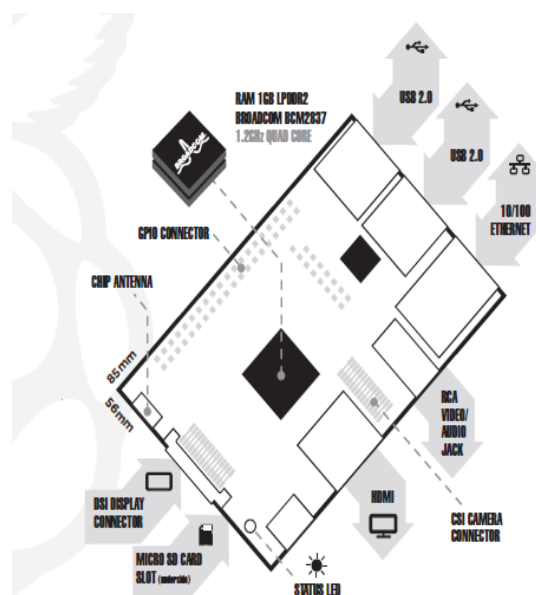 RAM 1GB LPDDR2
BROADCOM BCM2837
1.2GHz QUAD CORE
BROADCOM
USB 2.0
USB 2.0
10/100
ETHERNET
GPIO CONNECTOR
CHIP ANTENNA
85mm
56mm
RCA
VIDEO/
AUDIO
JACK
DSI DISPLAY
CONNECTOR
HDMI
CSI CAMERA
CONNECTOR
MICRO SD CARD
SLOT (underside)
STATUS LED